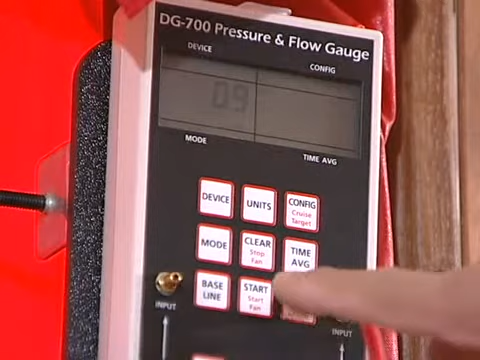 DG-700 Pressure & Flow Gauge
DEVICE
CONFIG
09
MODE
TIME AVG
DEVICE
UNITS
CONFIG
Cruise
Target
MODE
CLEAR
Stop
Fan
TIME
AVG
BASE
LINE
START
Start
Fan
INPUT
INPUT